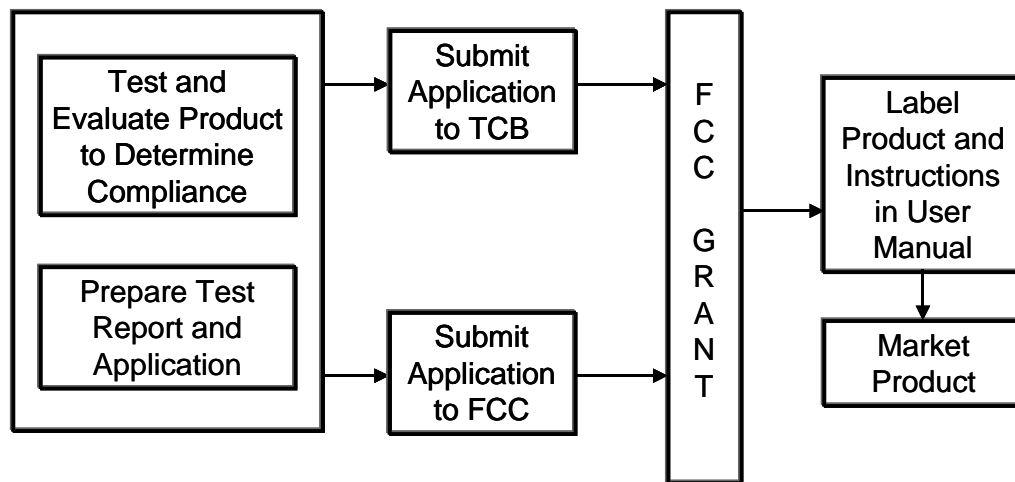 Test and
Evaluate Product
to Determine
Compliance
Prepare Test
Report and
Application
Submit
Application
to TCB
Submit
Application
to FCC
F
C
C
G
R
A
N
T
Label
Product and
Instructions
in User
Manual
Market
Product